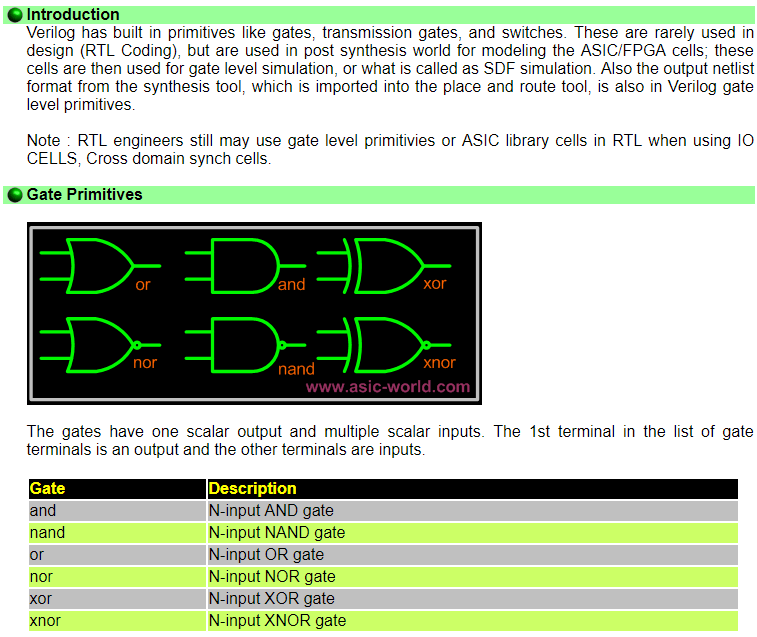 Introduction
Verilog has built in primitives like gates, transmission gates, and switches. These are rarely used in
design (RTL Coding), but are used in post synthesis world for modeling the ASIC/FPGA cells; these
cells are then used for gate level simulation, or what is called as SDF simulation. Also the output netlist
format from the synthesis tool, which is imported into the place and route tool, is also in Verilog gate
level primitives.
Note : RTL engineers still may use gate level primitivies or ASIC library cells in RTL when using IO
CELLS, Cross domain synch cells.
Gate Primitives
or and xor
nor nand xnor
www.asic-world.com
The gates have one scalar output and multiple scalar inputs. The 1st terminal in the list of gate
terminals is an output and the other terminals are inputs.
Gate Description
and N-input AND gate
nand N-input NAND gate
or N-input OR gate
nor N-input NOR gate
xor N-input XOR gate
xnor N-input XNOR gate